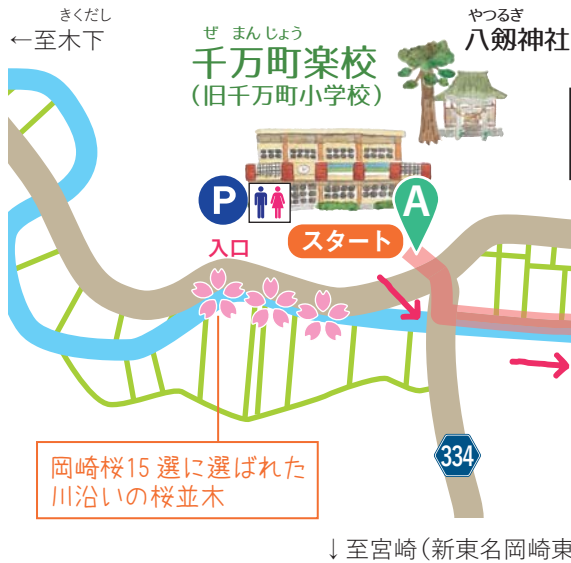 きくだし
←至木下
ぜまんじょう
千万町楽校
(旧千万町小学校)
やつるぎ
八剱神社
P
A
入口
スタート
岡崎桜15選に選ばれた
川沿いの桜並木
334
↓至宮崎(新東名岡崎東